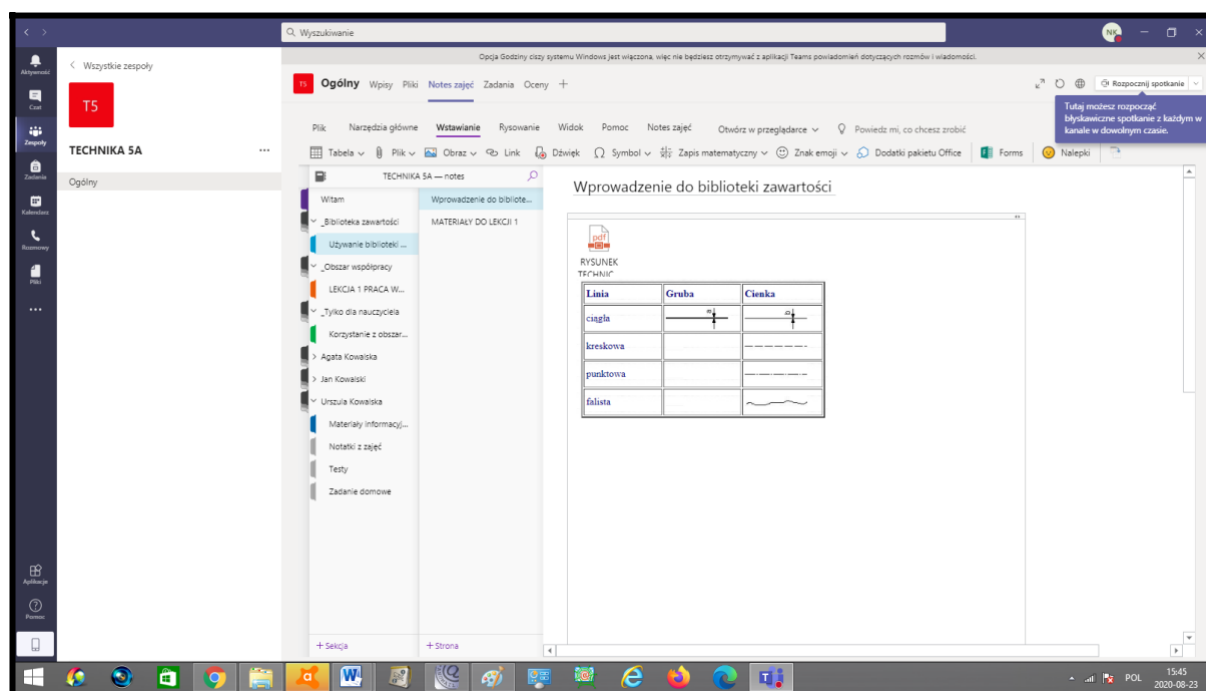 Wyszukiwanie
NK
Opcja Godziny ciszy systemu Windows jest włączona, więc nie będziesz otrzymywać z aplikacji Teams powiadomień dotyczących rozmów i wiadomości.
Aktywność
Czat
Zespoły
Zadania
Kalendarz
Rozmowy
Pliki
Aplikacje
Pomoc
Wszystkie zespoły
T5
TECHNIKA 5A
Ogólny
T5 Ogólny Wpisy Pliki Notes zajęć Zadania Oceny
Rozpocznij spotkanie
Tutaj możesz rozpocząć
błyskawiczne spotkanie z każdym w
kanale w dowolnym czasie.
Plik Narzędzia główne Wstawianie Rysowanie Widok Pomoc Notes zajęć Otwórz w przeglądarce Powiedz mi, co chcesz zrobić
Tabela Plik Obraz Link Dźwięk Symbol Zapis matematyczny Znak emoji Dodatki pakietu Office Forms Nalepki
TECHNIKA 5A — notes
Witam
_Biblioteka zawartości
Używanie biblioteki ...
_Obszar współpracy
LEKCJA 1 PRACA W...
_Tylko dla nauczyciela
Korzystanie z obszar...
Agata Kowalska
Jan Kowalski
Urszula Kowalska
Materiały informacyj...
Notatki z zajęć
Testy
Zadanie domowe
+ Sekcja
Wprowadzenie do bibliote...
MATERIAŁY DO LEKCJI 1
+ Strona
Wprowadzenie do biblioteki zawartości
pdf
RYSUNEK
TECHNIC
Linia Gruba Cienka
ciągła
kreskowa
punktowa
falista
POL
15:45
2020-08-23